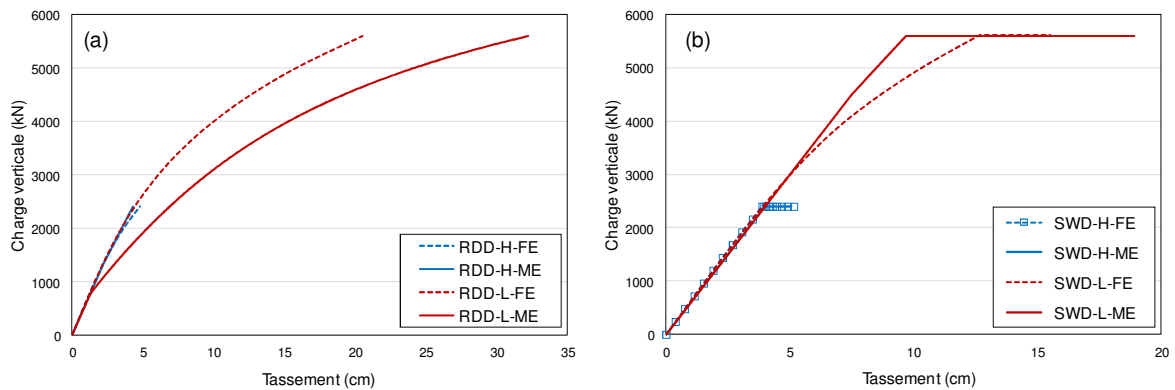 (a)
Charge verticale (kN)
6000
5000
4000
3000
2000
1000
0
0 5 10 15 20 25 30 35
Tassement (cm)
RDD-H-FE
RDD-H-ME
RDD-L-FE
RDD-L-ME
(b)
Charge verticale (kN)
6000
5000
4000
3000
2000
1000
0
0 5 10 15 20
Tassement (cm)
SWD-H-FE
SWD-H-ME
SWD-L-FE
SWD-L-ME